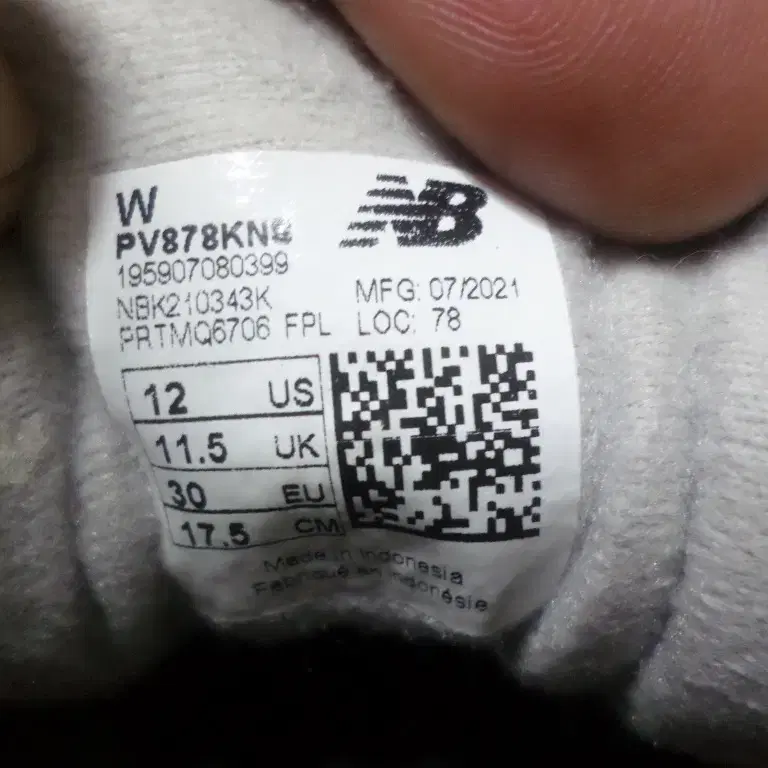 W
NB
195907080399
NBK210343K
MFG: 07/2021
PRTMQ6706 FPL
LOC: 78
12 US
11.5 UK
30 EU
17.5 CM
Made in Indonesia
Fabriqué en Indonésie